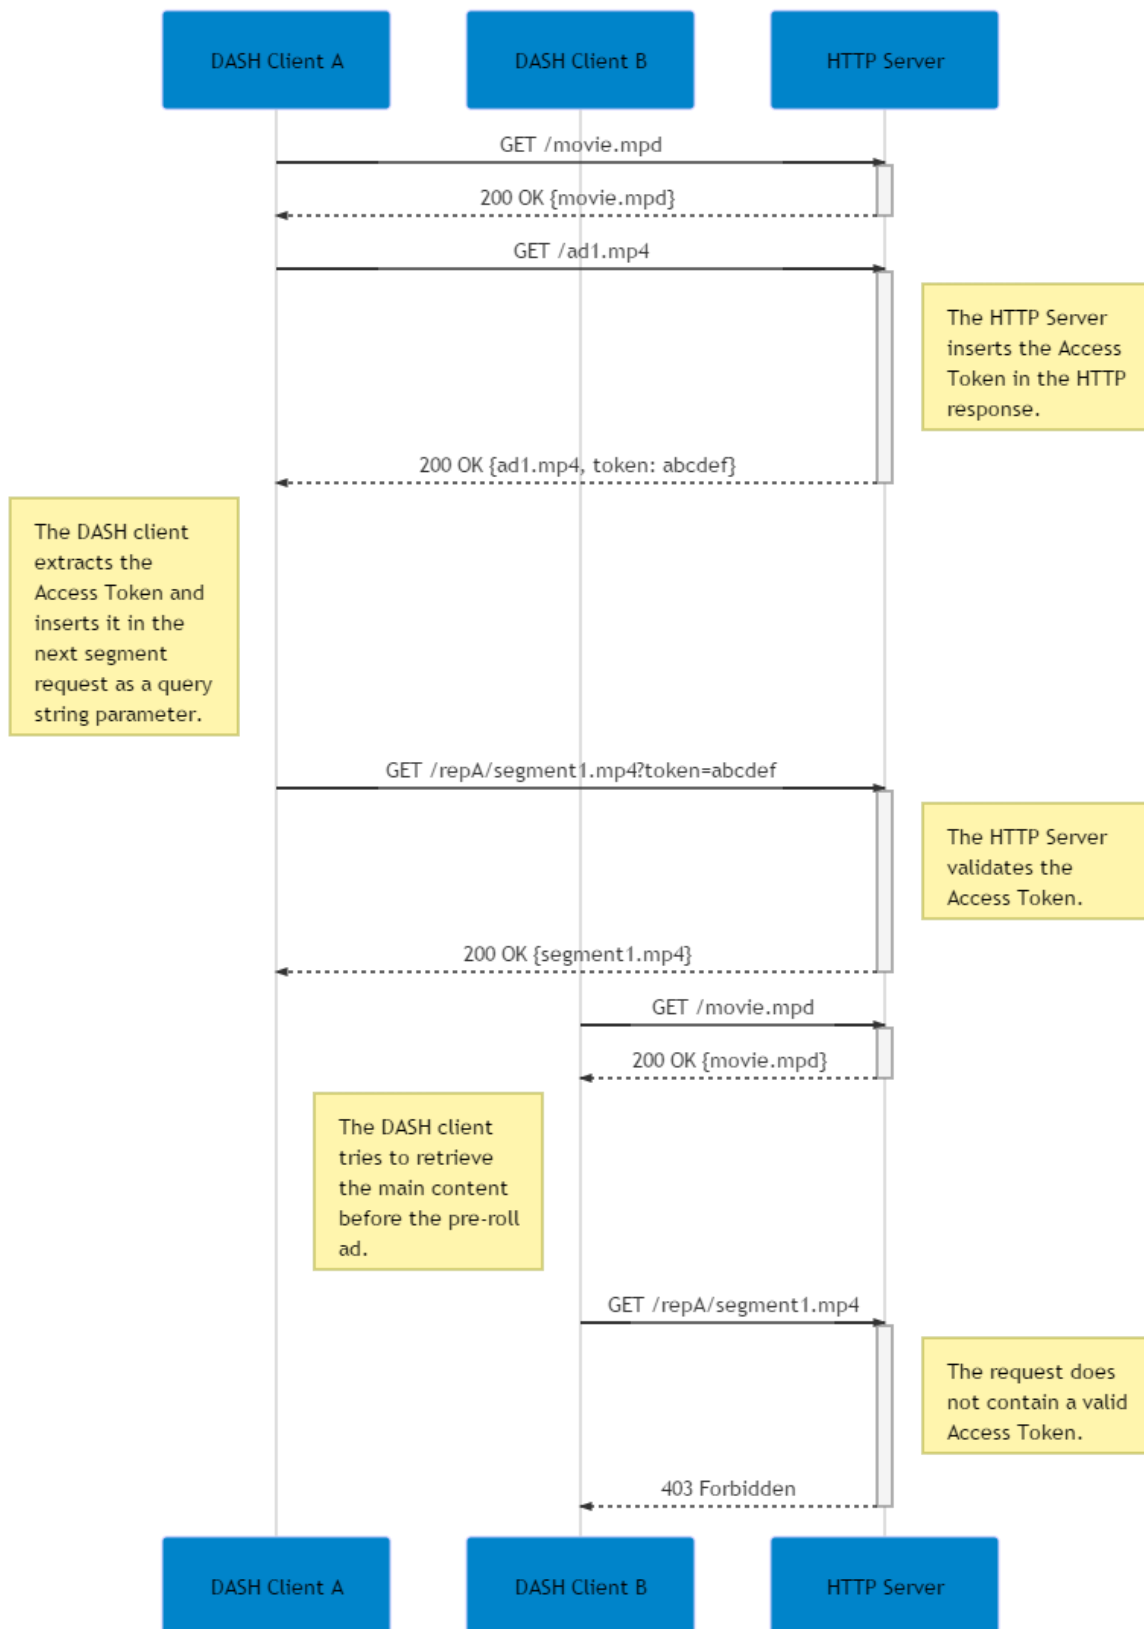 DASH Client A
DASH Client B
HTTP Server
GET /movie.mpd
200 OK {movie.mpd}
GET /ad1.mp4
The HTTP Server
inserts the Access
Token in the HTTP
response.
200 OK {ad1.mp4, token: abcdef}
The DASH client
extracts the
Access Token and
inserts it in the
next segment
request as a query
string parameter.
GET /repA/segment1.mp4?token=abcdef
The HTTP Server
validates the
Access Token.
200 OK {segment1.mp4}
GET /movie.mpd
200 OK {movie.mpd}
The DASH client
tries to retrieve
the main content
before the pre-roll
ad.
GET /repA/segment1.mp4
The request does
not contain a valid
Access Token.
403 Forbidden
DASH Client A
DASH Client B
HTTP Server